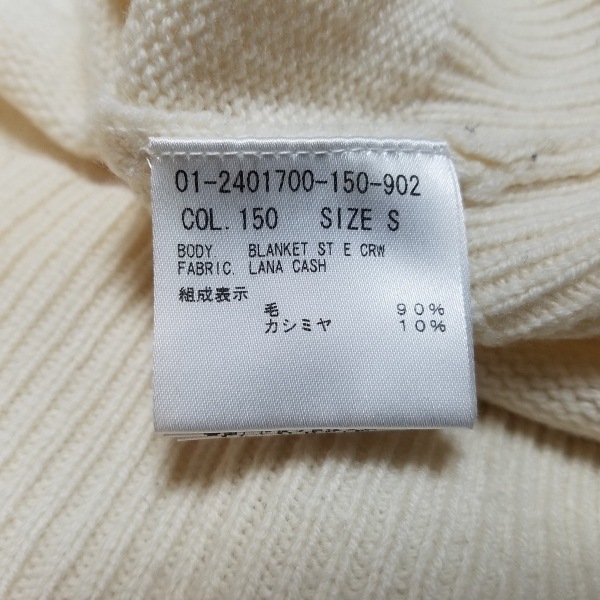 01-2401700-150-902
COL. 150 SIZE S
BODY BLANKET ST E CRW
FABRIC. LANA CASH
組成表示
毛 90%
カシミヤ 10%